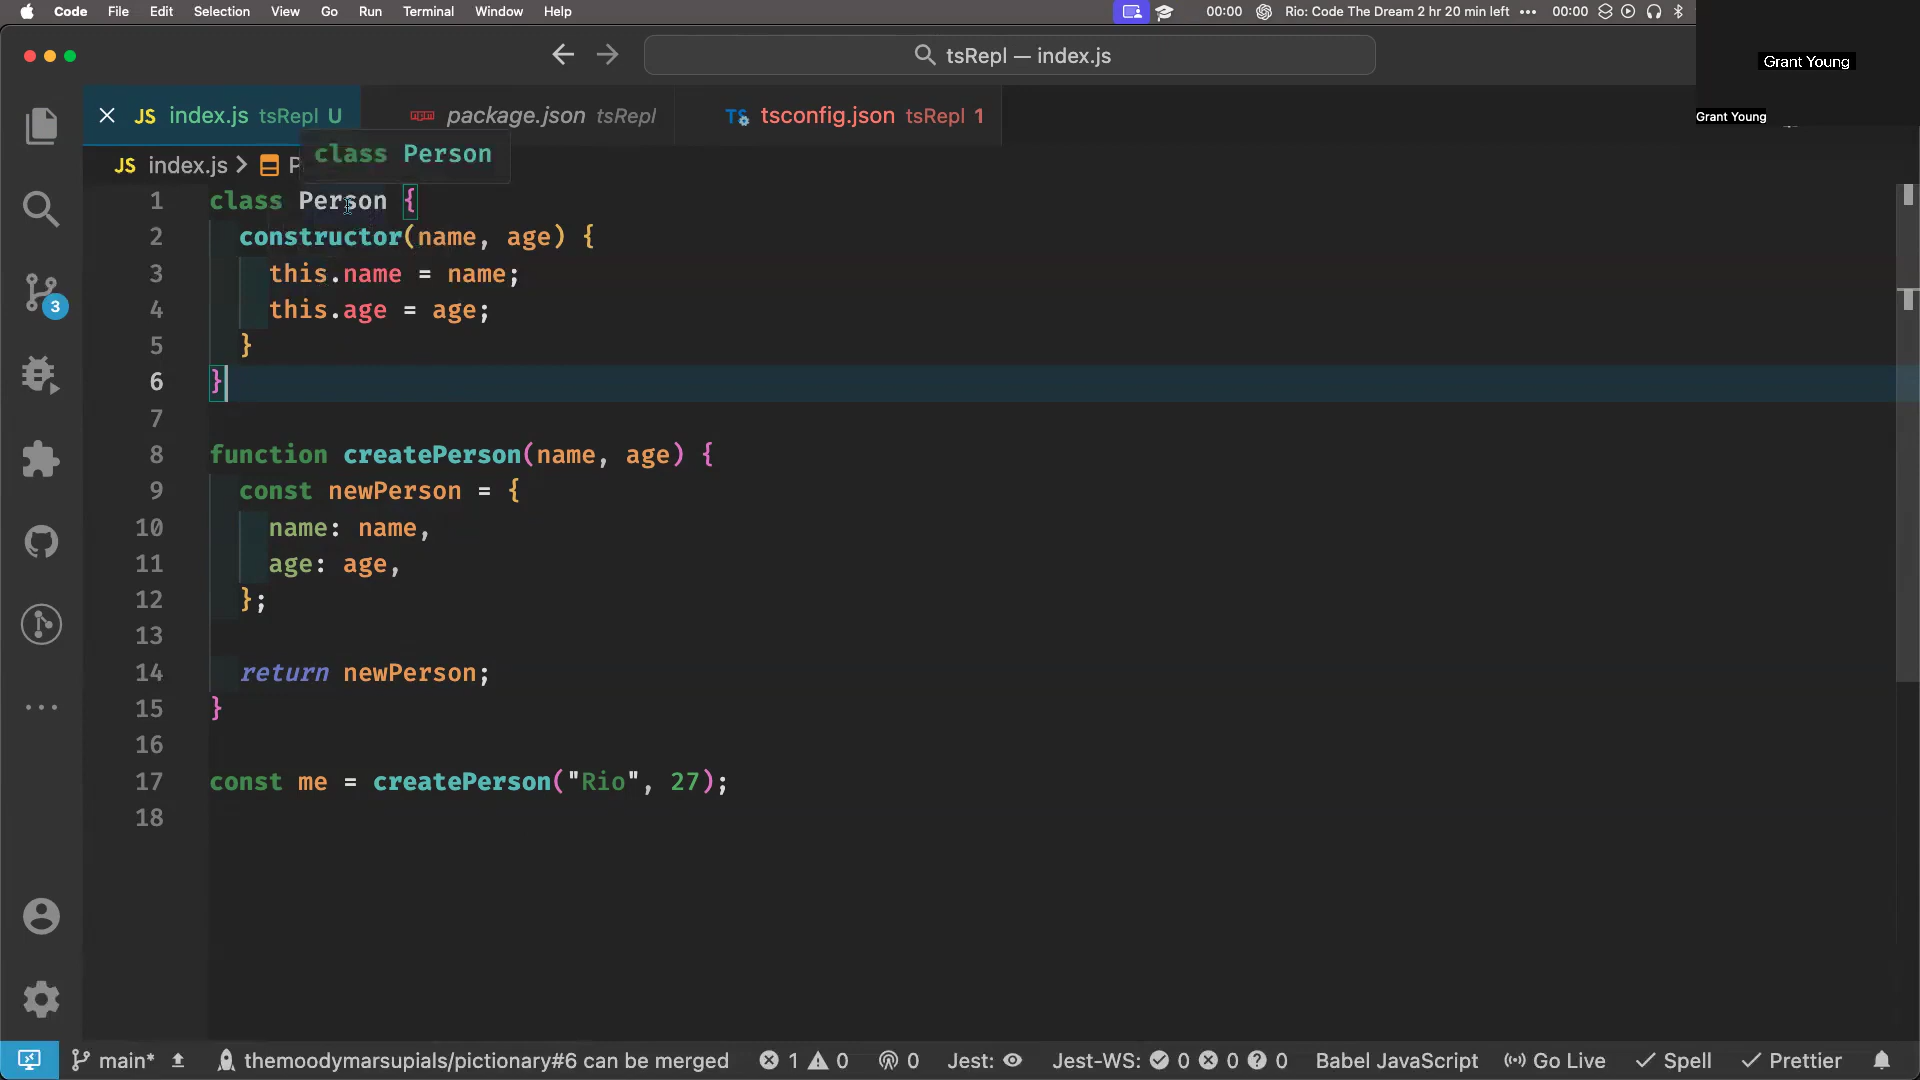 Code File Edit Selection View Go Run Terminal Window Help 00:00 Rio: Code The Dream 2 hr 20 min left ••• 00:00
Grant Young
Grant Young
tsRepl — index.js
JS index.js tsRepl U package.json tsRepl TS tsconfig.json tsRepl 1
class Person
JS index.js > P
1 class Person {
2 constructor(name, age) {
3 this.name = name;
4 this.age = age;
5 }
6 }
7
8 function createPerson(name, age) {
9 const newPerson = {
10 name: name,
11 age: age,
12 };
13
14 return newPerson;
15 }
16
17 const me = createPerson("Rio", 27);
18
3
main* themoodymarsupials/pictionary#6 can be merged 1 0 0 Jest: Jest-WS: 0 0 0 Babel JavaScript Go Live Spell Prettier